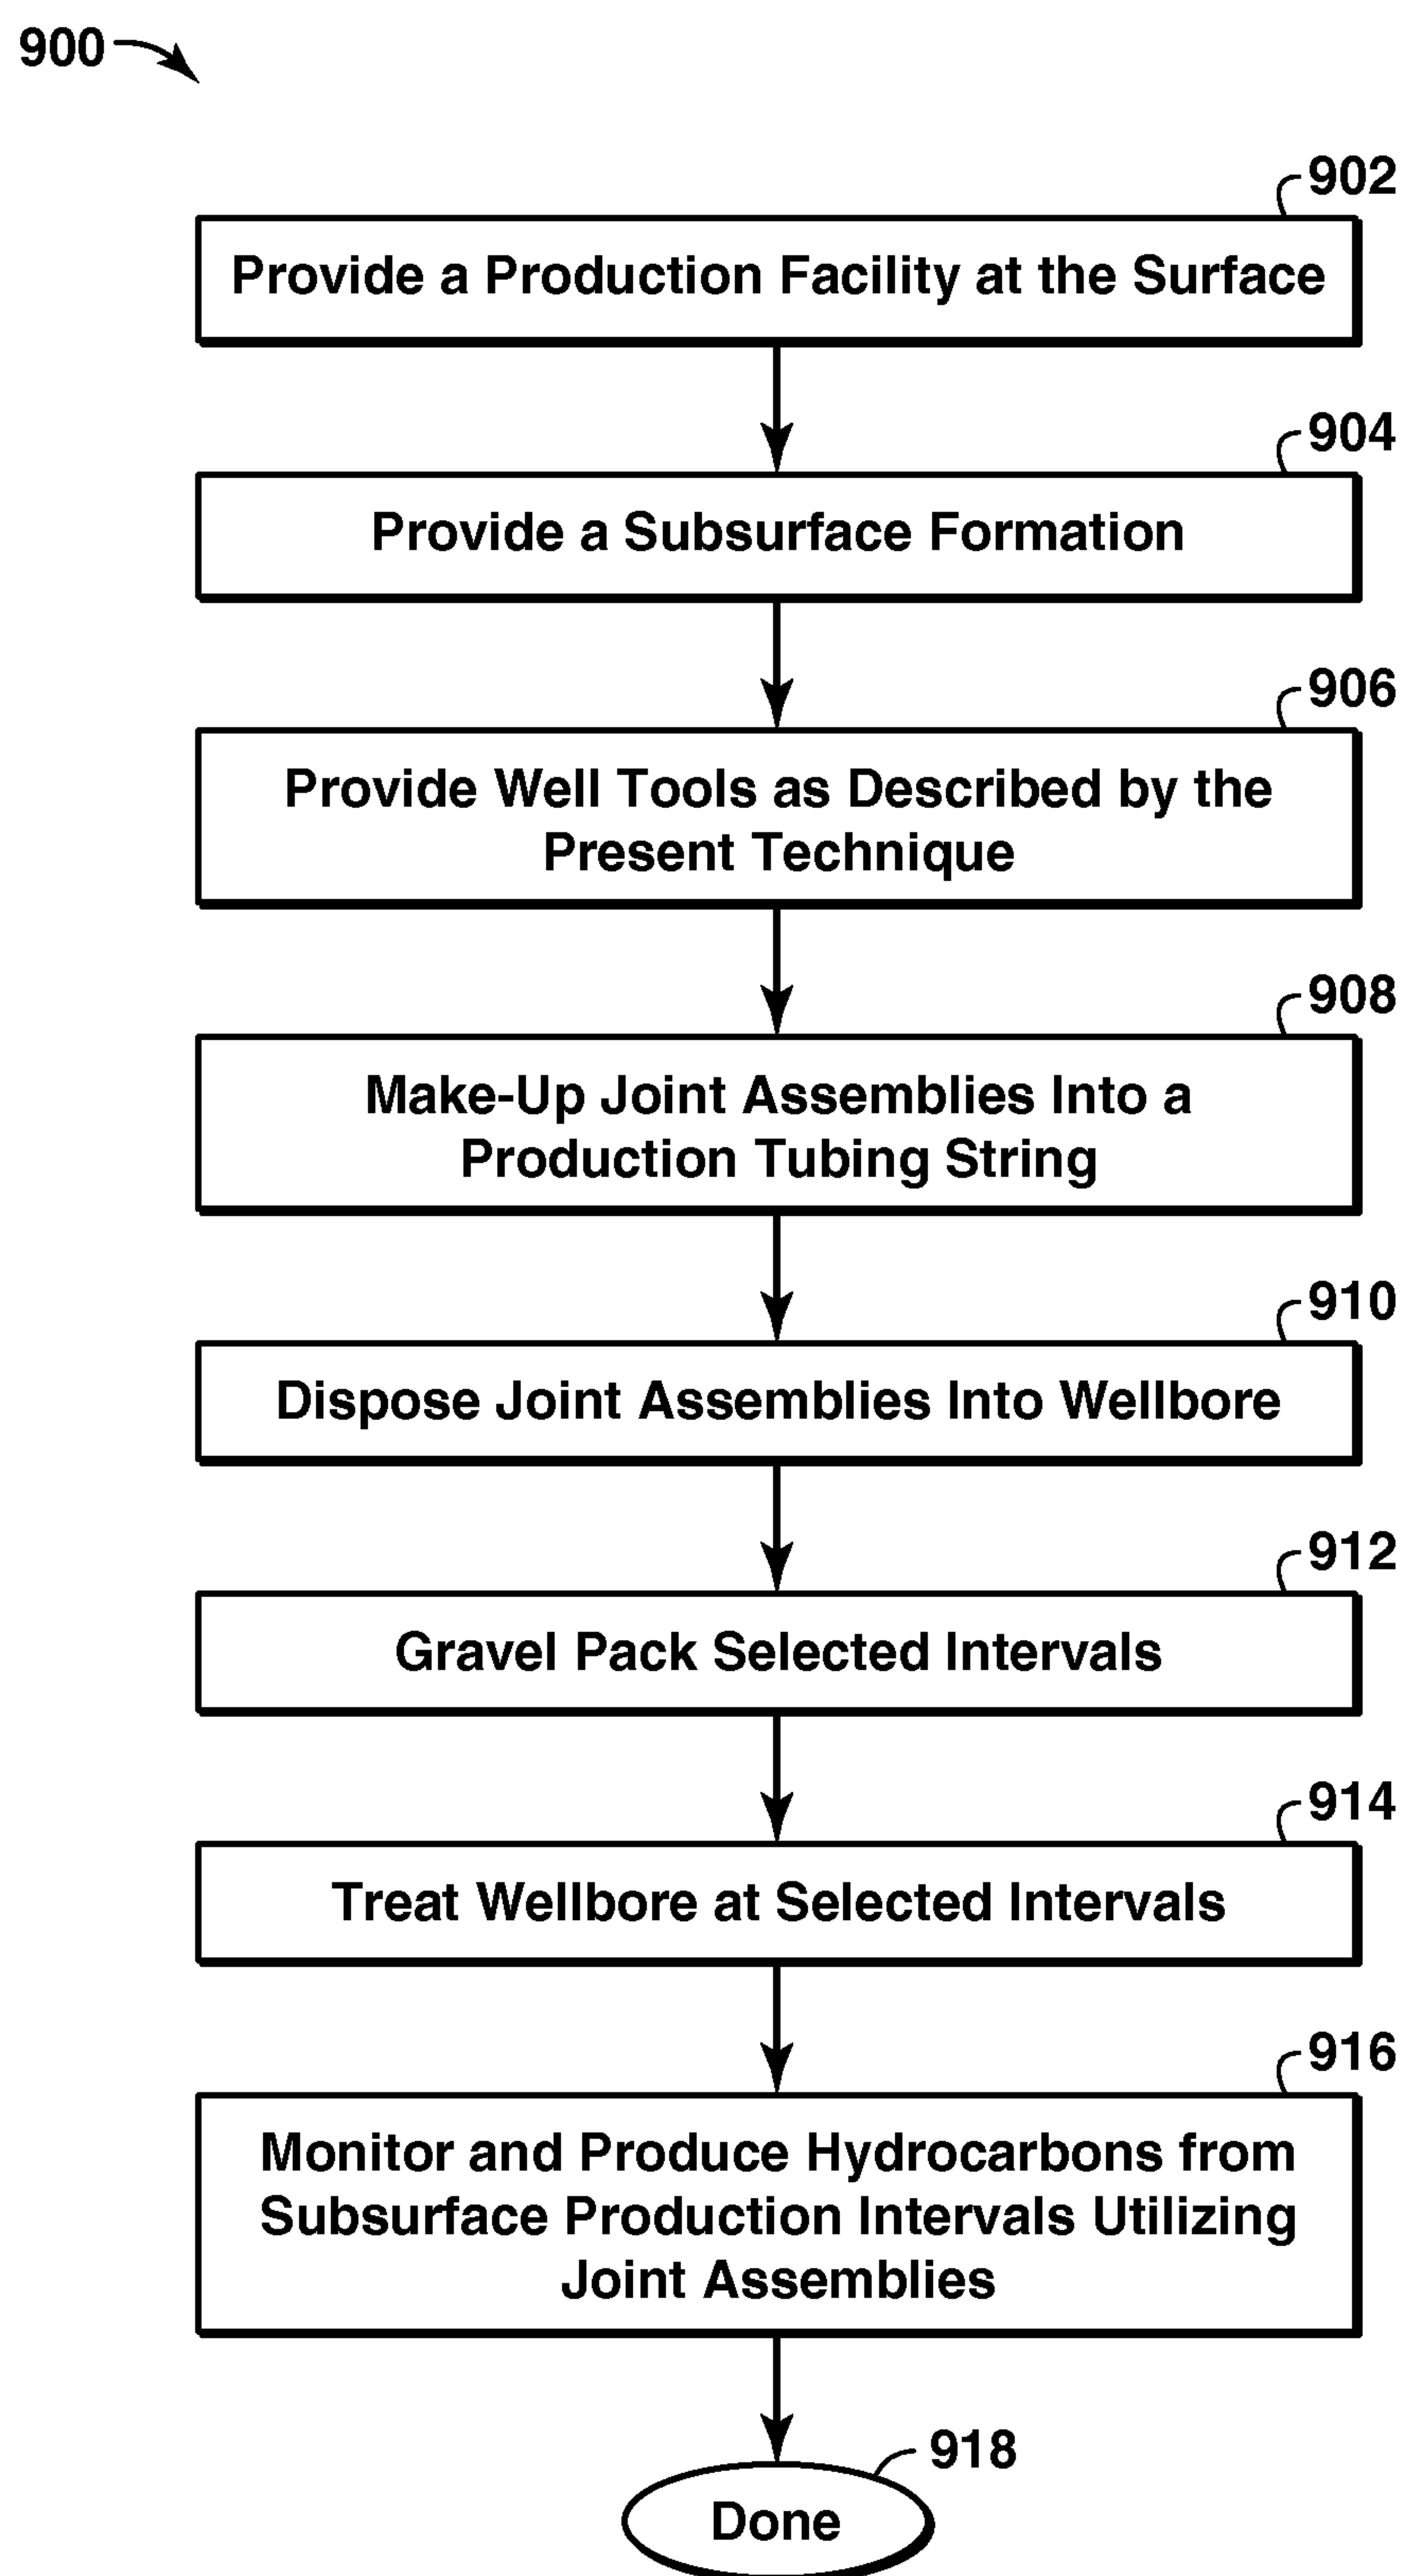 900
902
Provide a Production Facility at the Surface
904
Provide a Subsurface Formation
906
Provide Well Tools as Described by the
Present Technique
908
Make-Up Joint Assemblies Into a
Production Tubing String
910
Dispose Joint Assemblies Into Wellbore
912
Gravel Pack Selected Intervals
914
Treat Wellbore at Selected Intervals
916
Monitor and Produce Hydrocarbons from
Subsurface Production Intervals Utilizing
Joint Assemblies
918
Done